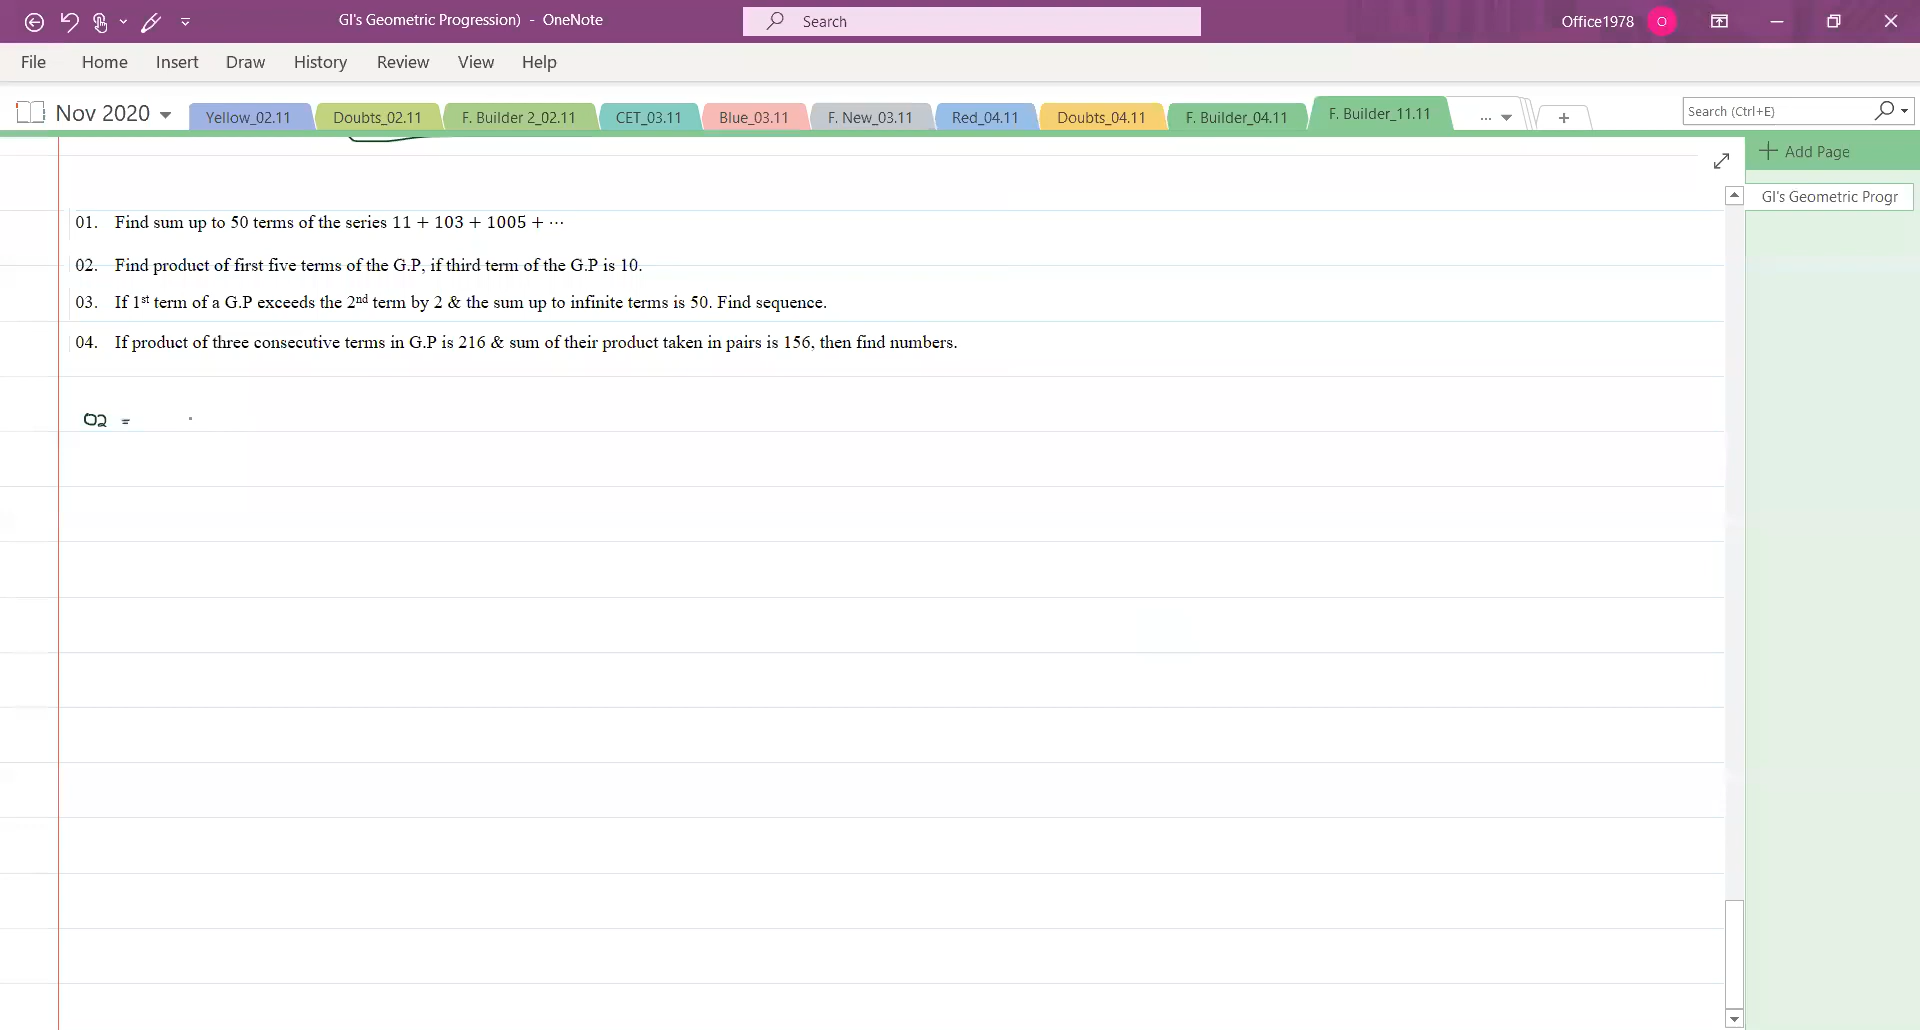 GI's Geometric Progression) - OneNote
Search
Office1978
O
File Home Insert Draw History Review View Help
Nov 2020
Yellow_02.11
Doubts_02.11
F. Builder 2_02.11
CET_03.11
Blue_03.11
F. New_03.11
Red_04.11
Doubts_04.11
F. Builder_04.11
F. Builder_11.11
...
+
Search (Ctrl+E)
Add Page
GI's Geometric Progr
01. Find sum up to 50 terms of the series 11 + 103 + 1005 + ⋯
02. Find product of first five terms of the G.P, if third term of the G.P is 10.
03. If 1st term of a G.P exceeds the 2nd term by 2 & the sum up to infinite terms is 50. Find sequence.
04. If product of three consecutive terms in G.P is 216 & sum of their product taken in pairs is 156, then find numbers.
02 =